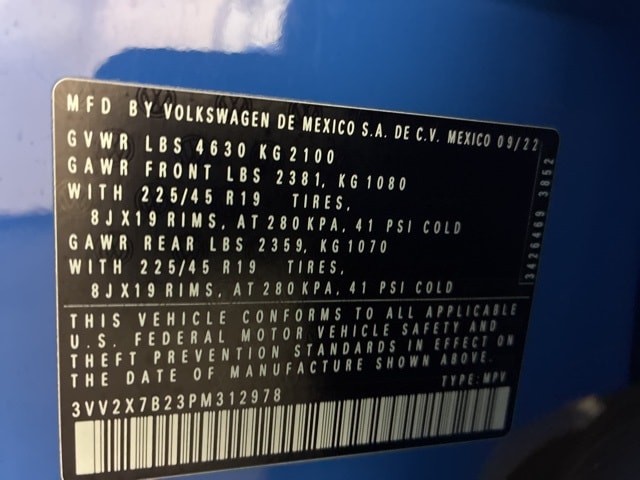 MFD BY VOLKSWAGEN DE MEXICO S.A. DE C.V. MEXICO 09/22
GVWR LBS 4630 KG 2100
GAWR FRONT LBS 2381, KG 1080
WITH 225/45 R19 TIRES,
8JX19 RIMS, AT 280 KPA, 41 PSI COLD
GAWR REAR LBS 2359, KG 1070
WITH 225/45 R19 TIRES,
8JX19 RIMS, AT 280 KPA, 41 PSI COLD
3426469 3852
THIS VEHICLE CONFORMS TO ALL APPLICABLE
U.S. FEDERAL MOTOR VEHICLE SAFETY AND
THEFT PREVENTION STANDARDS IN EFFECT ON
THE DATE OF MANUFACTURE SHOWN ABOVE.
3VV2X7B23PM312978 TYPE: MPV